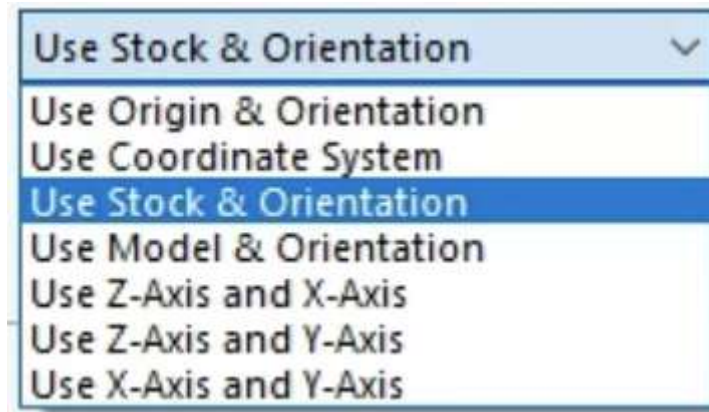 Use Stock & Orientation
Use Origin & Orientation
Use Coordinate System
Use Stock & Orientation
Use Model & Orientation
Use Z-Axis and X-Axis
Use Z-Axis and Y-Axis
Use X-Axis and Y-Axis